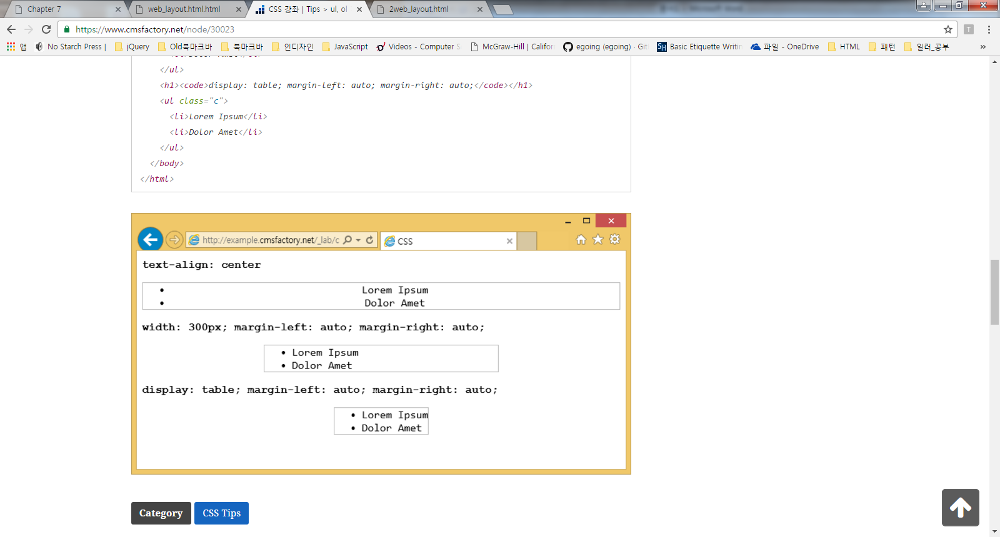 Chapter 7
web_layout.html.html
CSS 강좌 | Tips > ul, ol
2web_layout.html
https://www.cmsfactory.net/node/30023
T
앱
No Starch Press |
jQuery
Old북마크바
북마크바
인디자인
JavaScript
Videos - Computer S
McGraw-Hill | Califor
egoing (egoing) · Git
SH
Basic Etiquette Writin
파일 - OneDrive
HTML
패턴
일러_공부
»
</ul>
<h1><code>display: table; margin-left: auto; margin-right: auto;</code></h1>
<ul class="c">
<li>Lorem Ipsum</li>
<li>Dolor Amet</li>
</ul>
</body>
</html>
http://example.cmsfactory.net/_lab/c
CSS
text-align: center
• Lorem Ipsum
• Dolor Amet
width: 300px; margin-left: auto; margin-right: auto;
• Lorem Ipsum
• Dolor Amet
display: table; margin-left: auto; margin-right: auto;
• Lorem Ipsum
• Dolor Amet
Category
CSS Tips